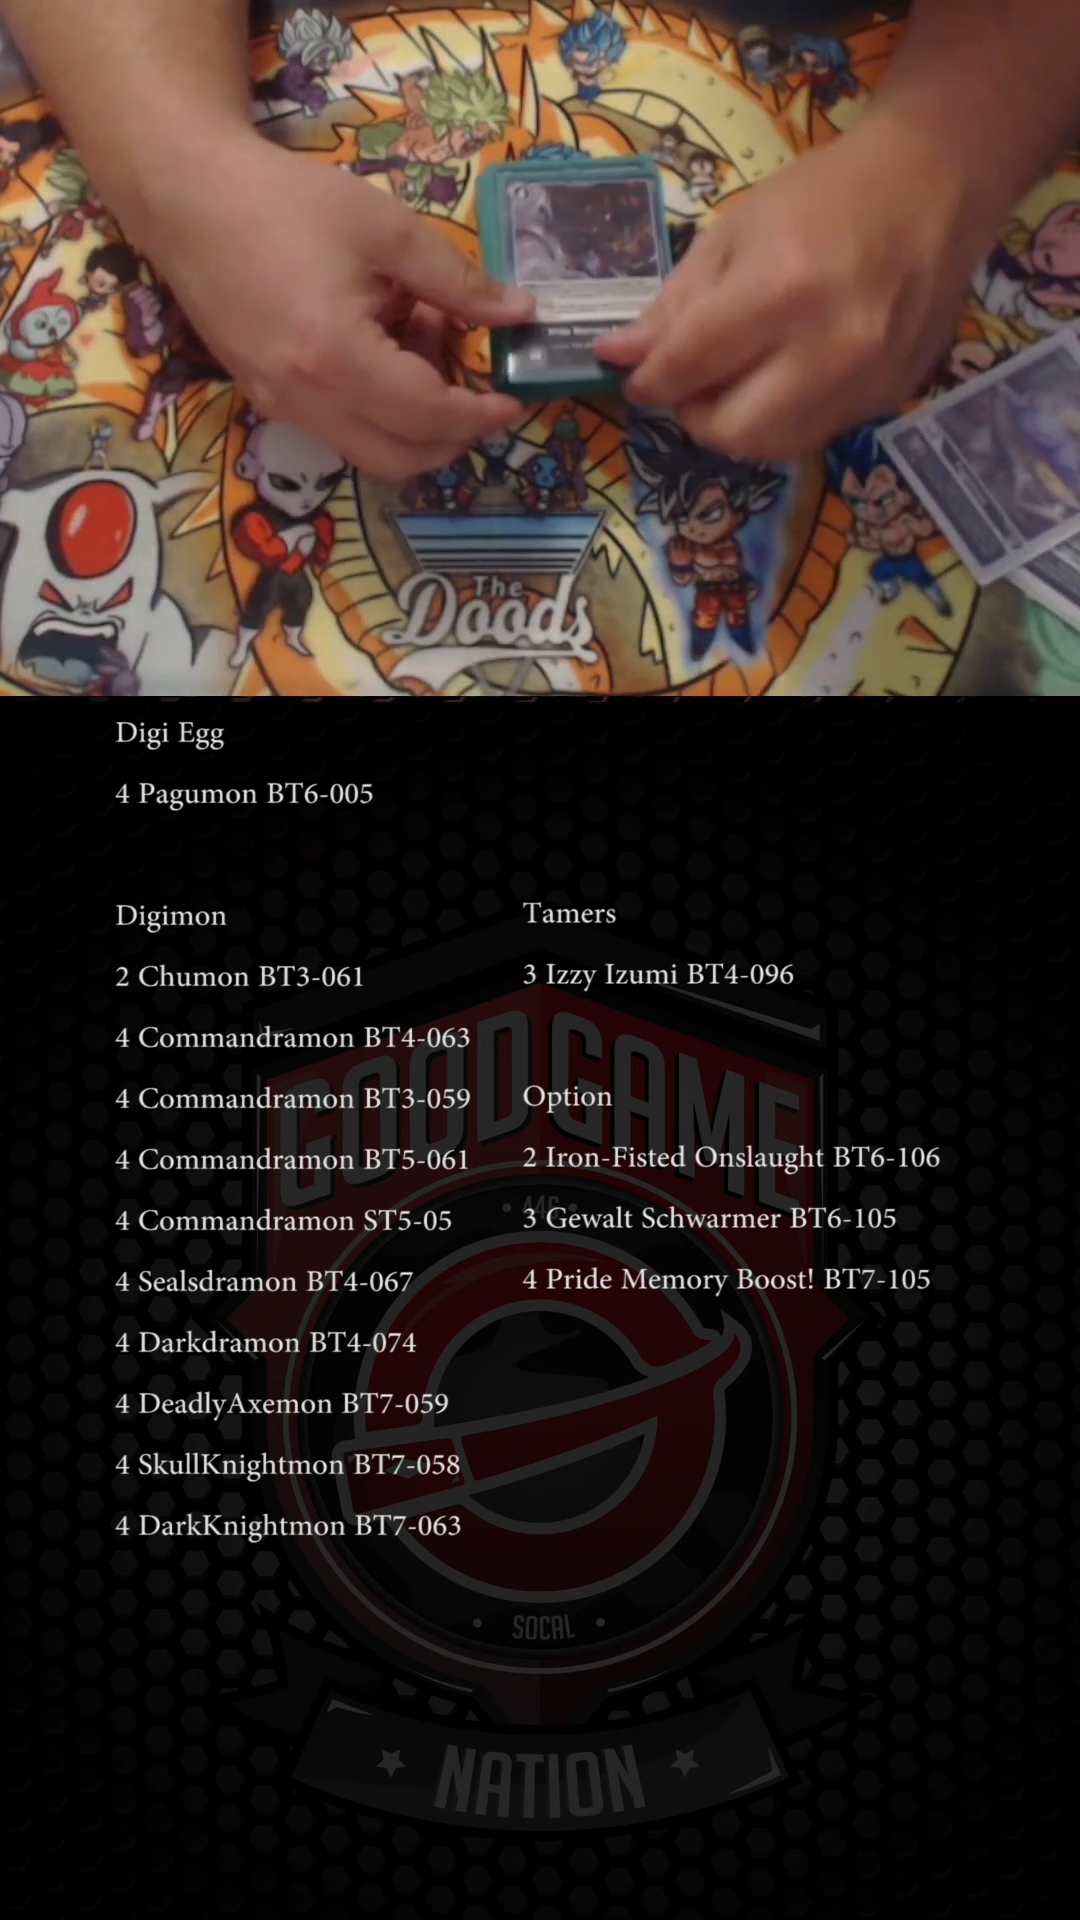 The
Doods
Digi Egg
4 Pagumon BT6-005
Digimon
2 Chumon BT3-061
4 Commandramon BT4-063
4 Commandramon BT3-059
4 Commandramon BT5-061
4 Commandramon ST5-05
4 Sealsdramon BT4-067
4 Darkdramon BT4-074
4 DeadlyAxemon BT7-059
4 SkullKnightmon BT7-058
4 DarkKnightmon BT7-063
Tamers
3 Izzy Izumi BT4-096
Option
2 Iron-Fisted Onslaught BT6-106
3 Gewalt Schwarmer BT6-105
4 Pride Memory Boost! BT7-105
GOODGAME
SOCAL
NATION